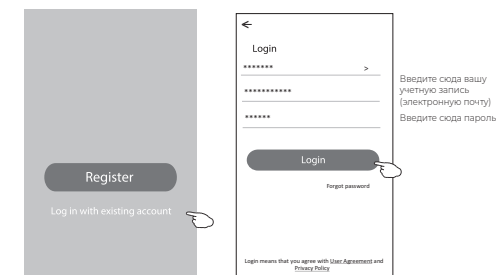 Register
Log in with existing account
←
Login
******* >
***********
******
Login
Forgot password
Login means that you agree with User Agreement and
Privacy Policy
Введите сюда вашу
учетную запись
(электронную почту)
Введите сюда пароль